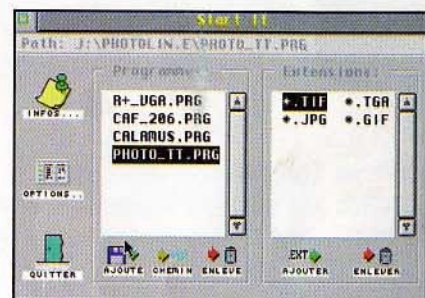 Start It
Path: J:\PHOTOLIN.E\PHOTO_TT.PRG
INFOS...
OPTIONS...
QUITTER
Programme:
R+_VGA.PRG
CAF_206.PRG
CALAMUS.PRG
PHOTO_TT.PRG
AJOUTE CHEMIN ENLEVE
Extensions:
*.TIF *.TGA
*.JPG *.GIF
.EXT
AJOUTER ENLEVER